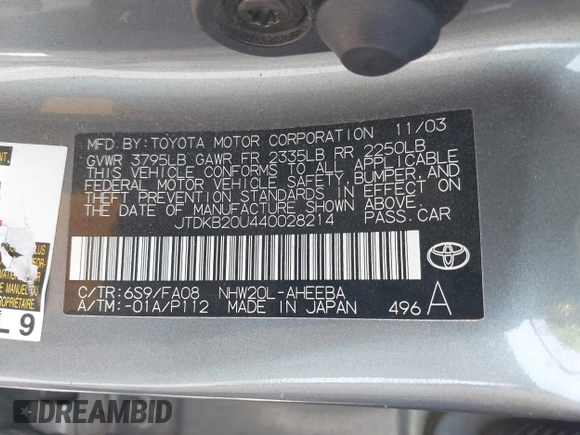 MFD.BY:TOYOTA MOTOR CORPORATION 11/03
GVWR 3795LB GAWR FR 2335LB RR 2250LB
THIS VEHICLE CONFORMS TO ALL APPLICABLE
FEDERAL MOTOR VEHICLE SAFETY, BUMPER, AND
THEFT PREVENTION STANDARDS IN EFFECT ON
THE DATE OF MANUFACTURE SHOWN ABOVE.
JTDKB20U440028214 PASS.CAR
C/TR:6S9/FA08 NHW20L-AHEEBA
A/TM:-01A/P112 MADE IN JAPAN 496 A
L 9
DREAMBID